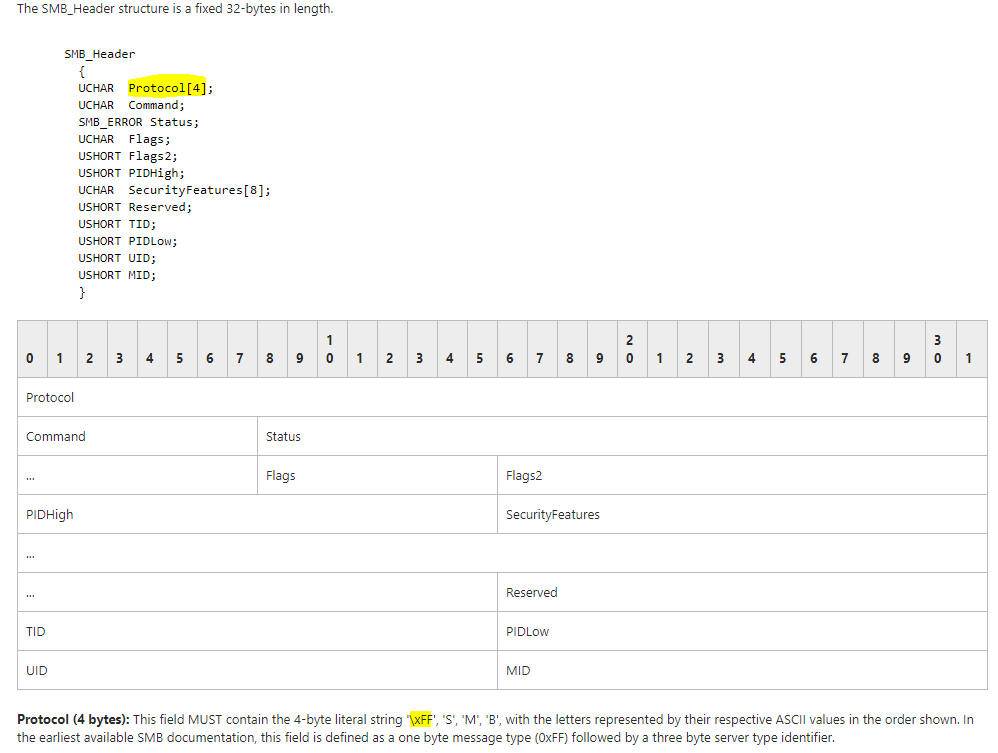 The SMB_Header structure is a fixed 32-bytes in length.
SMB_Header
{
UCHAR Protocol[4];
UCHAR Command;
SMB_ERROR Status;
UCHAR Flags;
USHORT Flags2;
USHORT PIDHigh;
UCHAR SecurityFeatures[8];
USHORT Reserved;
USHORT TID;
USHORT PIDLow;
USHORT UID;
USHORT MID;
}
0 1 2 3 4 5 6 7 8 9 10 1 2 3 4 5 6 7 8 9 20 1 2 3 4 5 6 7 8 9 30 1
Protocol
Command Status
... Flags Flags2
PIDHigh SecurityFeatures
...
... Reserved
TID PIDLow
UID MID
Protocol (4 bytes): This field MUST contain the 4-byte literal string '\xFF', 'S', 'M', 'B', with the letters represented by their respective ASCII values in the order shown. In
the earliest available SMB documentation, this field is defined as a one byte message type (0xFF) followed by a three byte server type identifier.